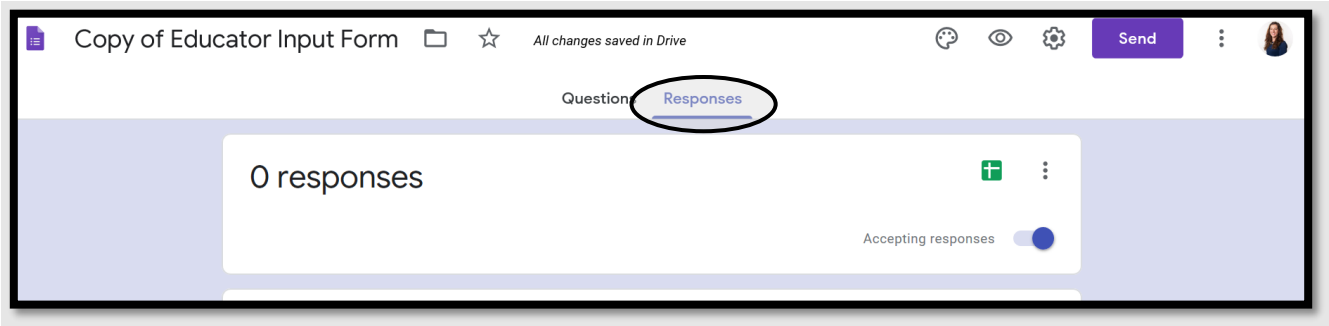 Copy of Educator Input Form All changes saved in Drive Send
Questions Responses
0 responses
Accepting responses